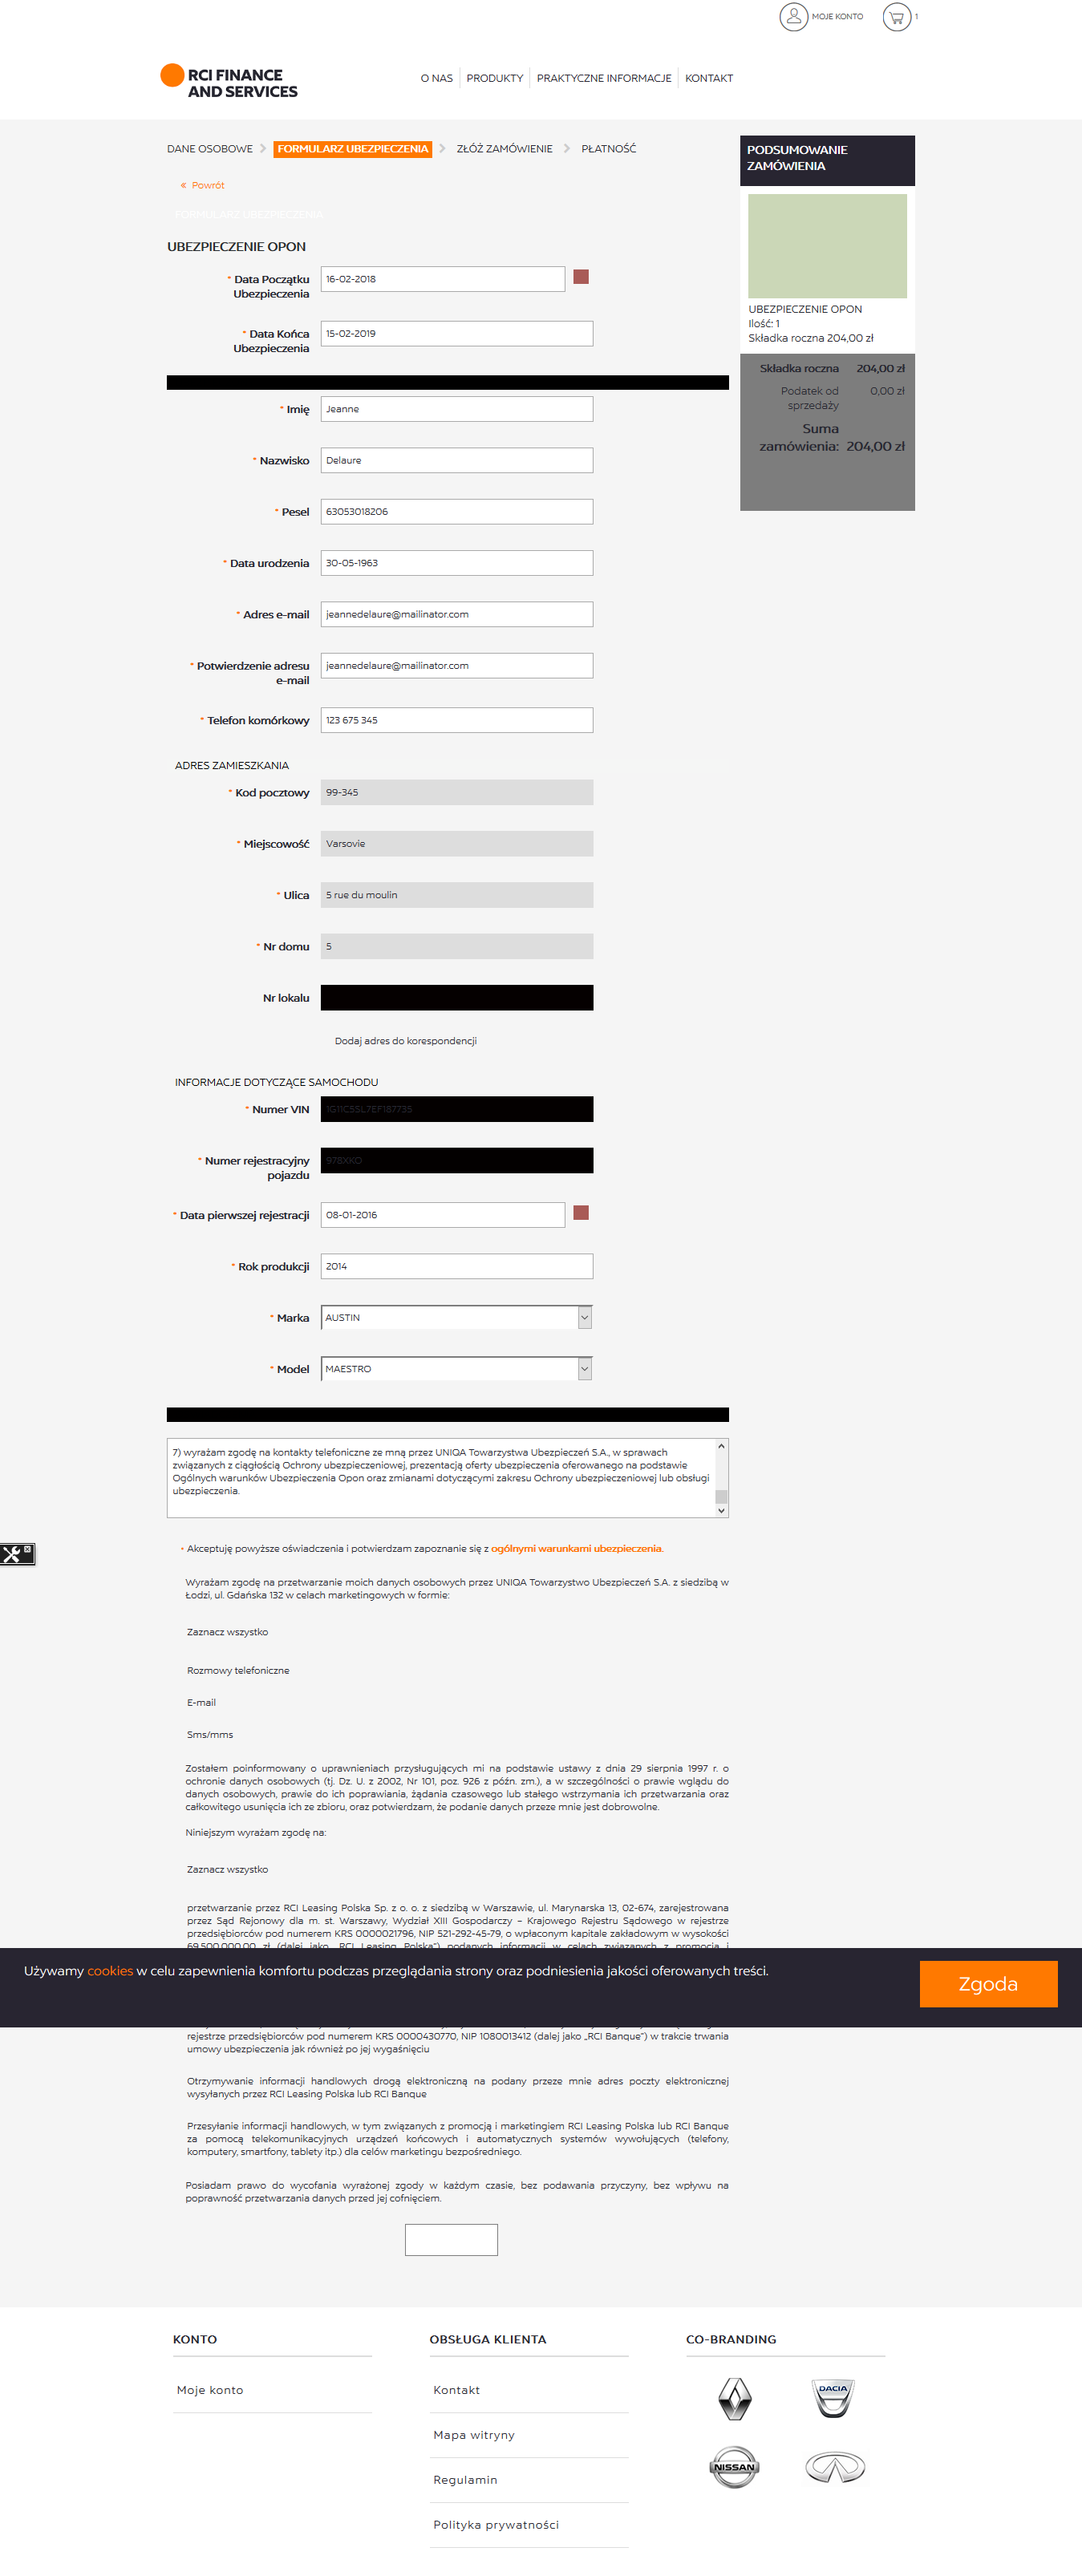 MOJE KONTO
1
RCI FINANCE
AND SERVICES
O NAS
PRODUKTY
PRAKTYCZNE INFORMACJE
KONTAKT
DANE OSOBOWE
FORMULARZ UBEZPIECZENIA
ZŁÓŻ ZAMÓWIENIE
PŁATNOŚĆ
« Powrót
FORMULARZ UBEZPIECZENIA
UBEZPIECZENIE OPON
* Data Początku
Ubezpieczenia
16-02-2018
* Data Końca
Ubezpieczenia
15-02-2019
* Imię
Jeanne
* Nazwisko
Delaure
* Pesel
63053018206
* Data urodzenia
30-05-1963
* Adres e-mail
jeannedelaure@mailinator.com
* Potwierdzenie adresu
e-mail
jeannedelaure@mailinator.com
* Telefon komórkowy
123 675 345
ADRES ZAMIESZKANIA
* Kod pocztowy
99-345
* Miejscowość
Varsovie
* Ulica
5 rue du moulin
* Nr domu
5
Nr lokalu
Dodaj adres do korespondencji
INFORMACJE DOTYCZĄCE SAMOCHODU
* Numer VIN
1G11C5SL7EF187735
* Numer rejestracyjny
pojazdu
978XKO
* Data pierwszej rejestracji
08-01-2016
* Rok produkcji
2014
* Marka
AUSTIN
* Model
MAESTRO
7) wyrażam zgodę na kontakty telefoniczne ze mną przez UNIQA Towarzystwa Ubezpieczeń S.A., w sprawach
związanych z ciągłością Ochrony ubezpieczeniowej, prezentacją oferty ubezpieczenia oferowanego na podstawie
Ogólnych warunków Ubezpieczenia Opon oraz zmianami dotyczącymi zakresu Ochrony ubezpieczeniowej lub obsługi
ubezpieczenia.
* Akceptuję powyższe oświadczenia i potwierdzam zapoznanie się z ogólnymi warunkami ubezpieczenia.
Wyrażam zgodę na przetwarzanie moich danych osobowych przez UNIQA Towarzystwo Ubezpieczeń S.A. z siedzibą w
Łodzi, ul. Gdańska 132 w celach marketingowych w formie:
Zaznacz wszystko
Rozmowy telefoniczne
E-mail
Sms/mms
Zostałem poinformowany o uprawnieniach przysługujących mi na podstawie ustawy z dnia 29 sierpnia 1997 r. o
ochronie danych osobowych (tj. Dz. U. z 2002, Nr 101, poz. 926 z późn. zm.), a w szczególności o prawie wglądu do
danych osobowych, prawie do ich poprawiania, żądania czasowego lub stałego wstrzymania ich przetwarzania oraz
całkowitego usunięcia ich ze zbioru, oraz potwierdzam, że podanie danych przeze mnie jest dobrowolne.
Niniejszym wyrażam zgodę na:
Zaznacz wszystko
przetwarzanie przez RCI Leasing Polska Sp. z o. o. z siedzibą w Warszawie, ul. Marynarska 13, 02-674, zarejestrowana
przez Sąd Rejonowy dla m. st. Warszawy, Wydział XIII Gospodarczy – Krajowego Rejestru Sądowego w rejestrze
przedsiębiorców pod numerem KRS 0000021796, NIP 521-292-45-79, o wpłaconym kapitale zakładowym w wysokości
69.500.000,00 zł (dalej jako „RCI Leasing Polska”) podanych informacji w celach związanych z promocją i
Używamy cookies w celu zapewnienia komfortu podczas przeglądania strony oraz podniesienia jakości oferowanych treści.
Zgoda
rejestrze przedsiębiorców pod numerem KRS 0000430770, NIP 1080013412 (dalej jako „RCI Banque”) w trakcie trwania
umowy ubezpieczenia jak również po jej wygaśnięciu
Otrzymywanie informacji handlowych drogą elektroniczną na podany przeze mnie adres poczty elektronicznej
wysyłanych przez RCI Leasing Polska lub RCI Banque
Przesyłanie informacji handlowych, w tym związanych z promocją i marketingiem RCI Leasing Polska lub RCI Banque
za pomocą telekomunikacyjnych urządzeń końcowych i automatycznych systemów wywołujących (telefony,
komputery, smartfony, tablety itp.) dla celów marketingu bezpośredniego.
Posiadam prawo do wycofania wyrażonej zgody w każdym czasie, bez podawania przyczyny, bez wpływu na
poprawność przetwarzania danych przed jej cofnięciem.
PODSUMOWANIE
ZAMÓWIENIA
UBEZPIECZENIE OPON
Ilość: 1
Składka roczna 204,00 zł
Składka roczna 204,00 zł
Podatek od
sprzedaży
0,00 zł
Suma
zamówienia: 204,00 zł
KONTO
Moje konto
OBSŁUGA KLIENTA
Kontakt
Mapa witryny
Regulamin
Polityka prywatności
CO-BRANDING
DACIA
NISSAN